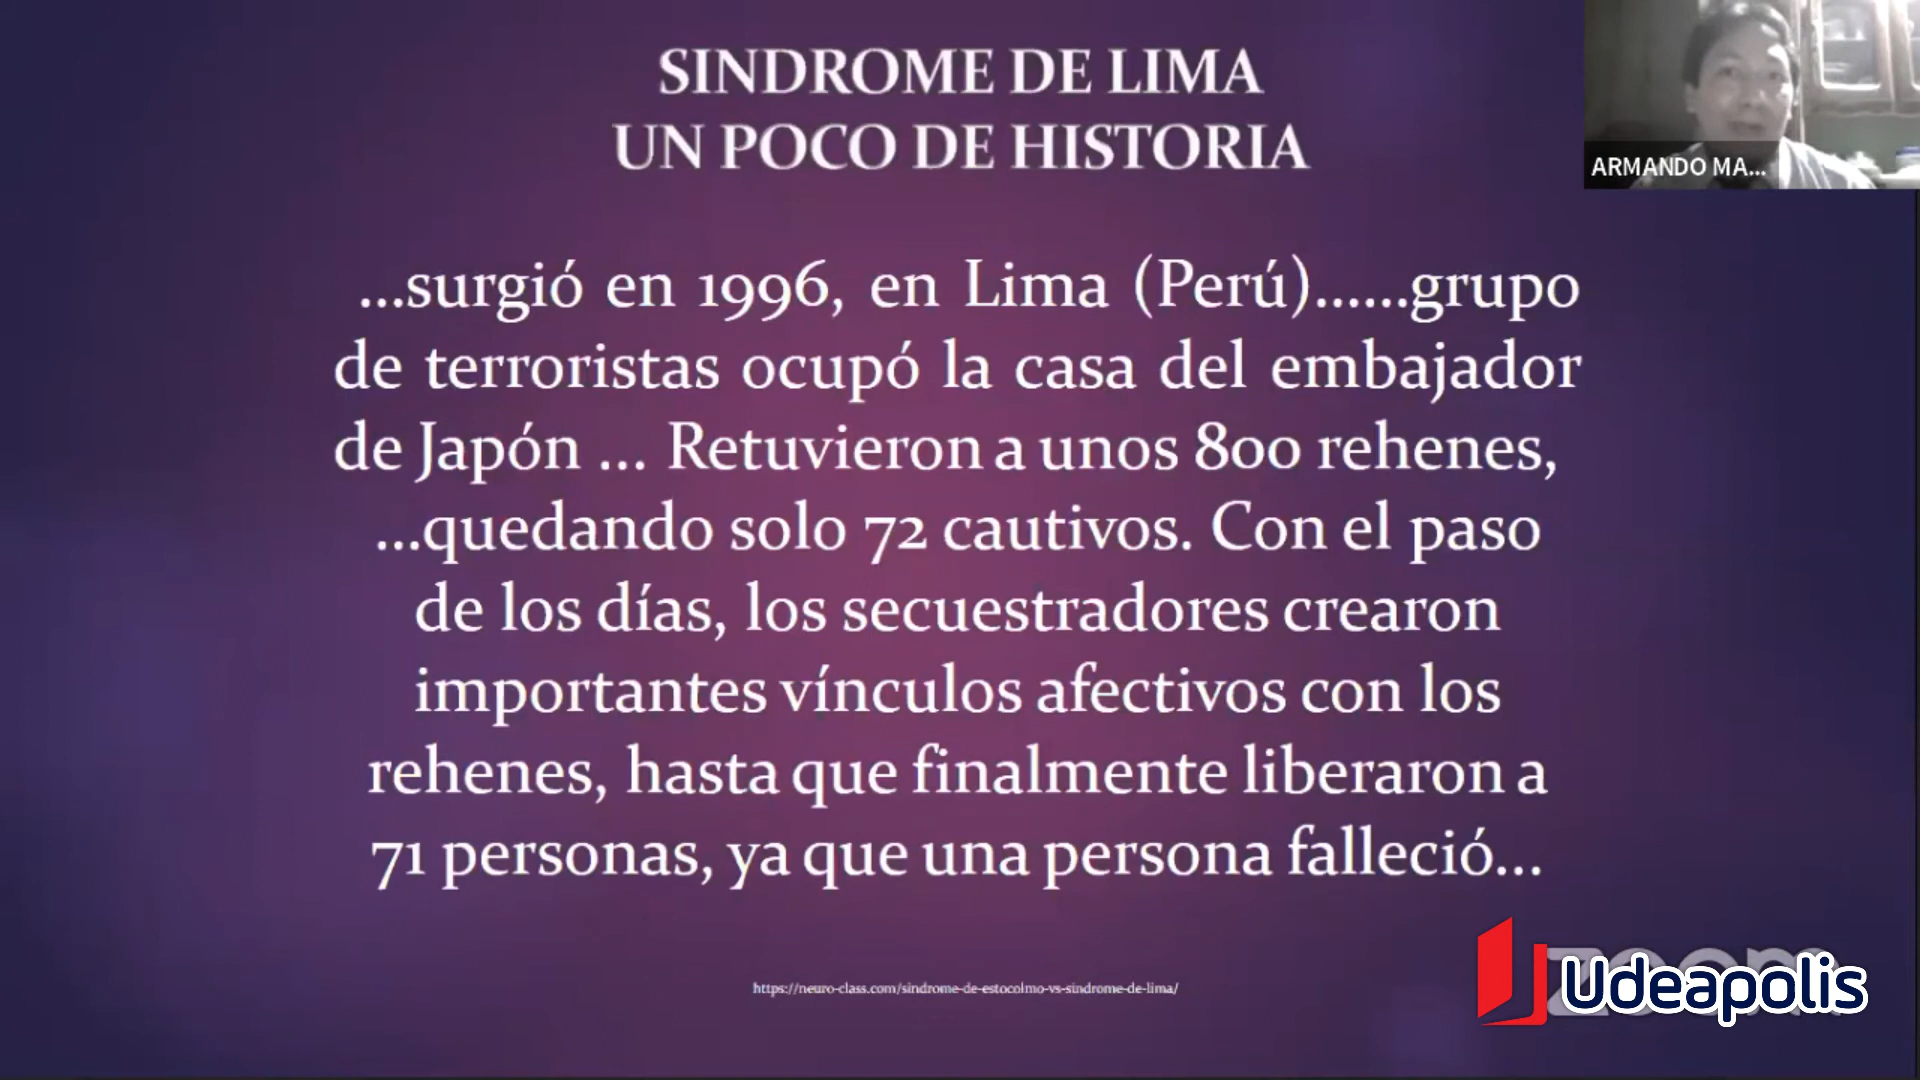 SINDROME DE LIMA
UN POCO DE HISTORIA
ARMANDO MA...
...surgió en 1996, en Lima (Perú)......grupo
de terroristas ocupó la casa del embajador
de Japón ... Retuvieron a unos 800 rehenes,
...quedando solo 72 cautivos. Con el paso
de los días, los secuestradores crearon
importantes vínculos afectivos con los
rehenes, hasta que finalmente liberaron a
71 personas, ya que una persona falleció...
https://neuro-class.com/sindrome-de-estocolmo-vs-sindrome-de-lima/
zoom
Udeapolis